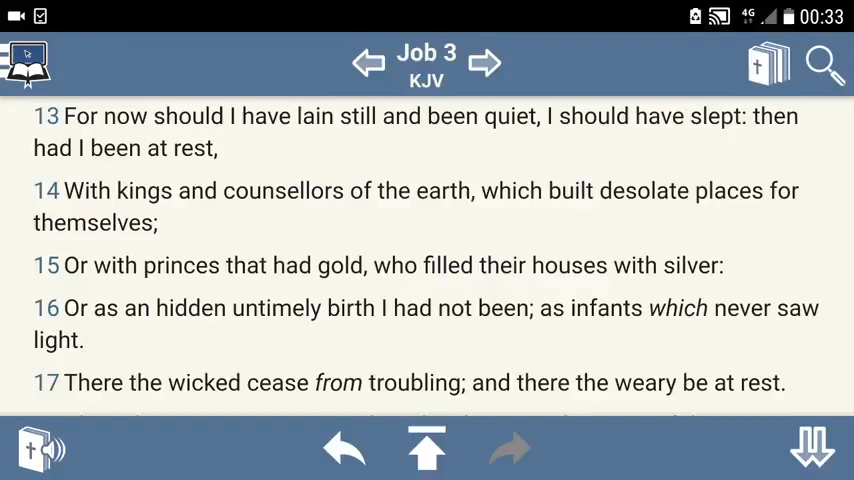 4G 00:33
Job 3
KJV
13 For now should I have lain still and been quiet, I should have slept: then
had I been at rest,
14 With kings and counsellors of the earth, which built desolate places for
themselves;
15 Or with princes that had gold, who filled their houses with silver:
16 Or as an hidden untimely birth I had not been; as infants which never saw
light.
17 There the wicked cease from troubling; and there the weary be at rest.